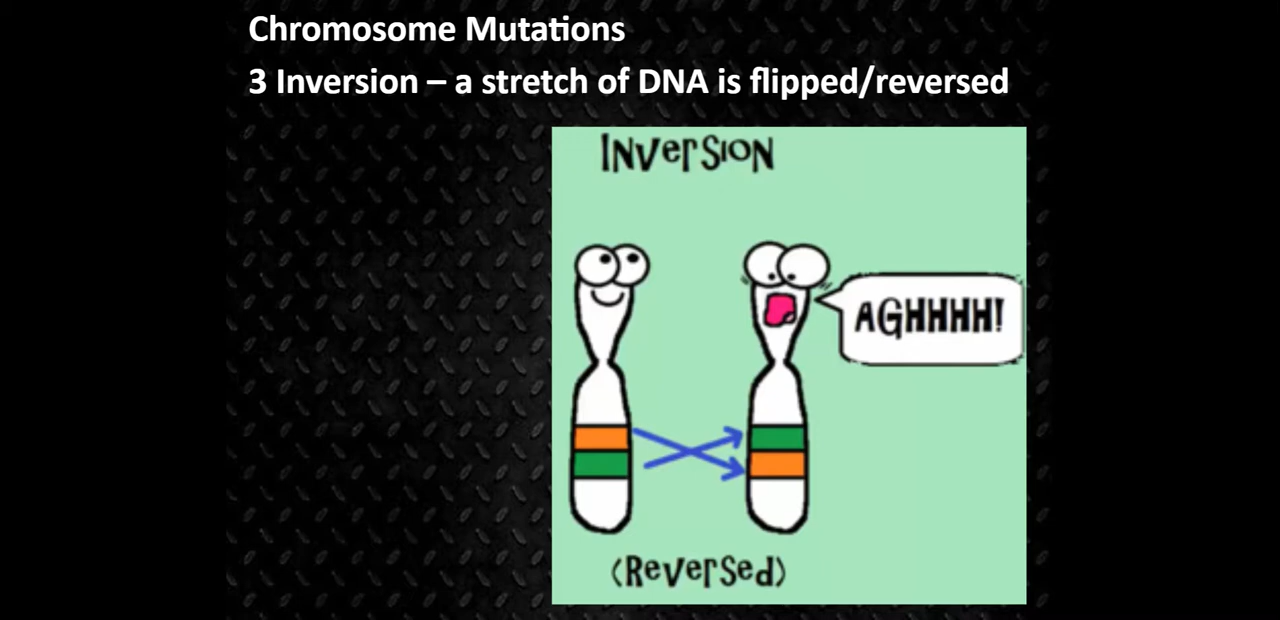 Chromosome Mutations
3 Inversion – a stretch of DNA is flipped/reversed
INVERSION
AGHHHH!
(Reversed)